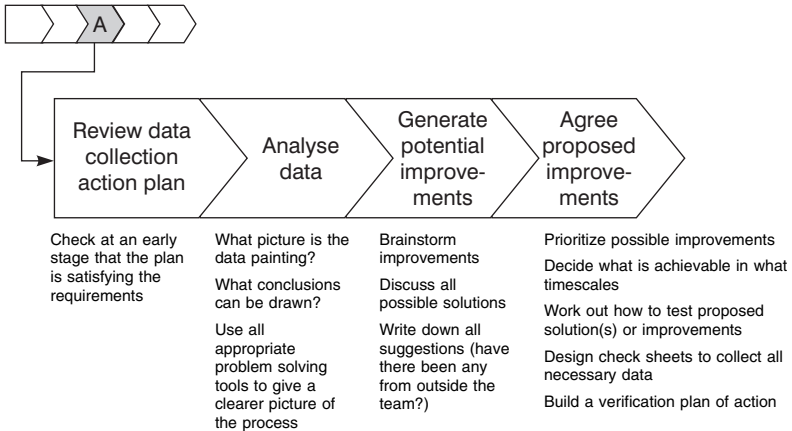 A
Review data
collection
action plan
Analyse
data
Generate
potential
improve-
ments
Agree
proposed
improve-
ments
Check at an early
stage that the plan
is satisfying the
requirements
What picture is the
data painting?
What conclusions
can be drawn?
Use all
appropriate
problem solving
tools to give a
clearer picture of
the process
Brainstorm
improvements
Discuss all
possible solutions
Write down all
suggestions (have
there been any
from outside the
team?)
Prioritize possible improvements
Decide what is achievable in what
timescales
Work out how to test proposed
solution(s) or improvements
Design check sheets to collect all
necessary data
Build a verification plan of action